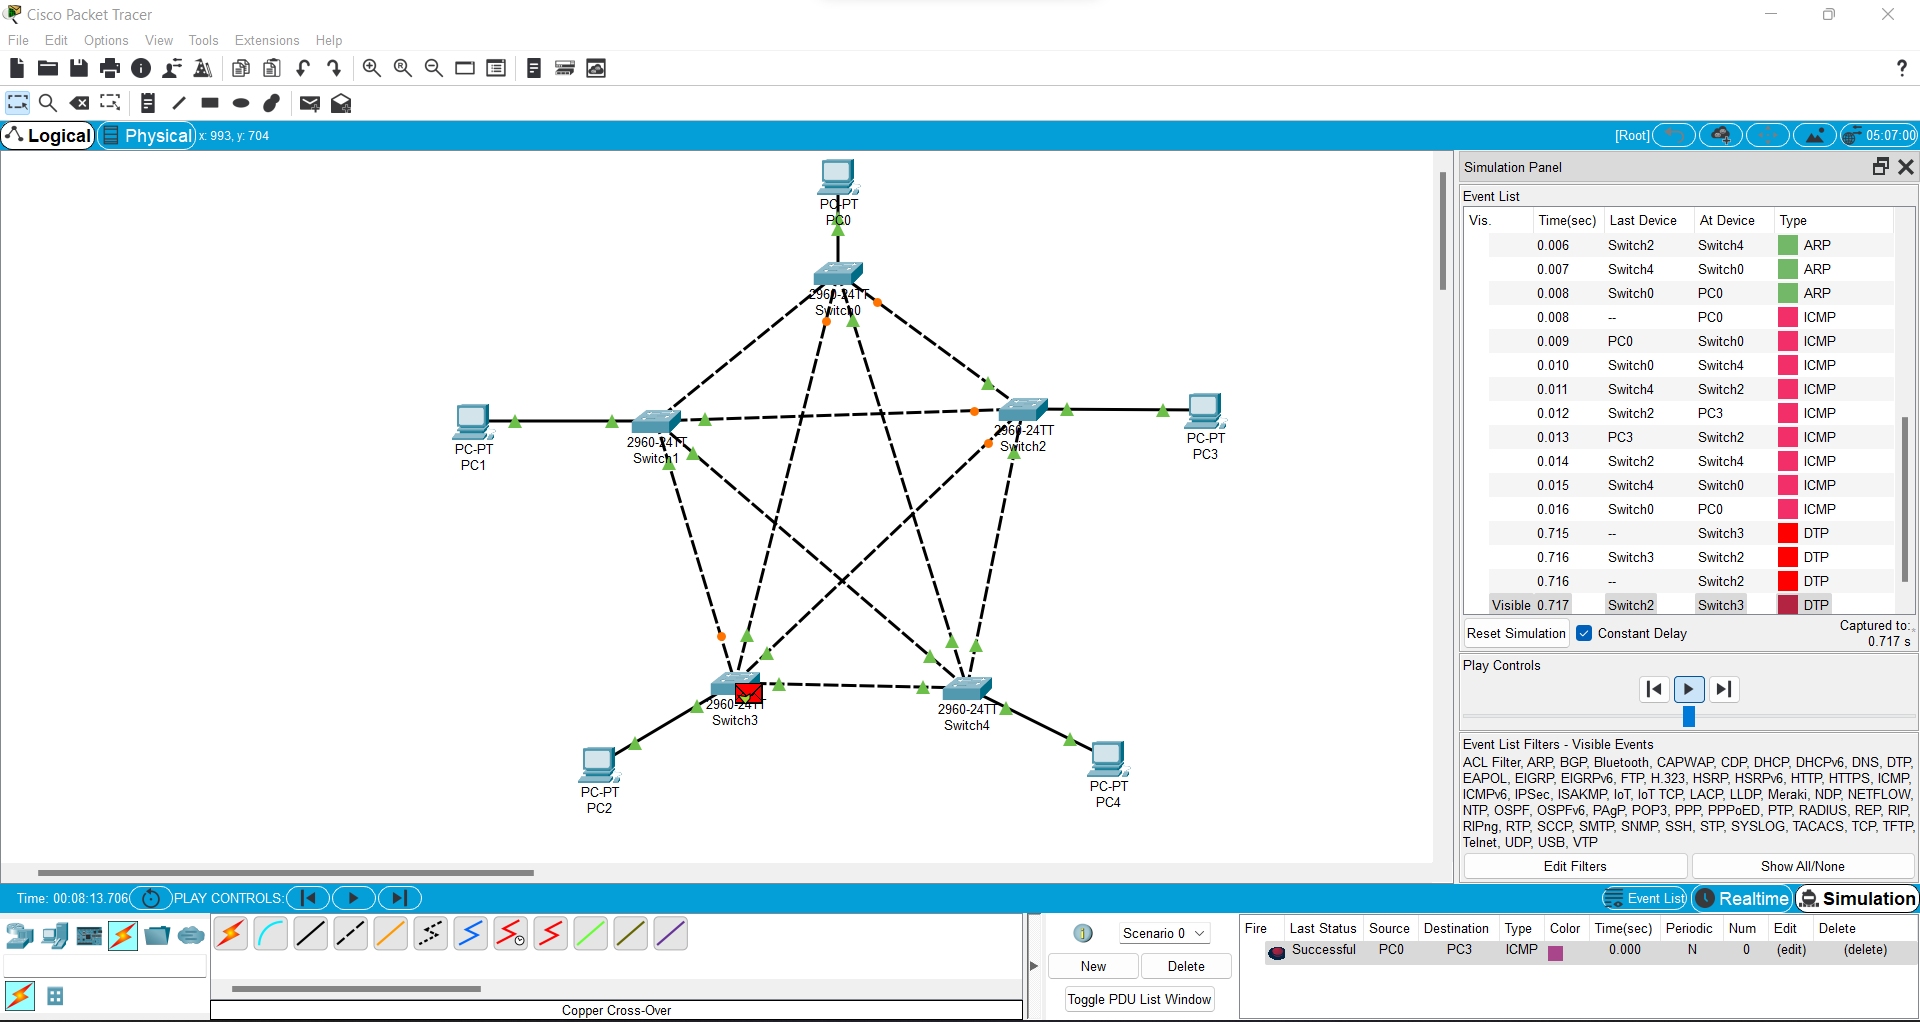 Cisco Packet Tracer
File Edit Options View Tools Extensions Help
?
Logical Physical x: 993, y: 704 [Root] 05:07:00
PC-PT
PC0
2960-24TT
Switch0
PC-PT
PC1
2960-24TT
Switch1
2960-24TT
Switch2
PC-PT
PC3
2960-24TT
Switch3
2960-24TT
Switch4
PC-PT
PC2
PC-PT
PC4
Simulation Panel
Event List
Vis. Time(sec) Last Device At Device Type
0.006 Switch2 Switch4 ARP
0.007 Switch4 Switch0 ARP
0.008 Switch0 PC0 ARP
0.008 -- PC0 ICMP
0.009 PC0 Switch0 ICMP
0.010 Switch0 Switch4 ICMP
0.011 Switch4 Switch2 ICMP
0.012 Switch2 PC3 ICMP
0.013 PC3 Switch2 ICMP
0.014 Switch2 Switch4 ICMP
0.015 Switch4 Switch0 ICMP
0.016 Switch0 PC0 ICMP
0.715 -- Switch3 DTP
0.716 Switch3 Switch2 DTP
0.716 -- Switch2 DTP
Visible 0.717 Switch2 Switch3 DTP
Reset Simulation Constant Delay Captured to:
0.717 s
Play Controls
Event List Filters - Visible Events
ACL Filter, ARP, BGP, Bluetooth, CAPWAP, CDP, DHCP, DHCPv6, DNS, DTP,
EAPOL, EIGRP, EIGRPv6, FTP, H.323, HSRP, HSRPv6, HTTP, HTTPS, ICMP,
ICMPv6, IPSec, ISAKMP, IoT, IoT TCP, LACP, LLDP, Meraki, NDP, NETFLOW,
NTP, OSPF, OSPFv6, PAgP, POP3, PPP, PPPoED, PTP, RADIUS, REP, RIP,
RIPng, RTP, SCCP, SMTP, SNMP, SSH, STP, SYSLOG, TACACS, TCP, TFTP,
Telnet, UDP, USB, VTP
Edit Filters Show All/None
Time: 00:08:13.706 PLAY CONTROLS: Event List Realtime Simulation
Copper Cross-Over
1 Scenario 0
New Delete
Toggle PDU List Window
Fire Last Status Source Destination Type Color Time(sec) Periodic Num Edit Delete
Successful PC0 PC3 ICMP 0.000 N 0 (edit) (delete)